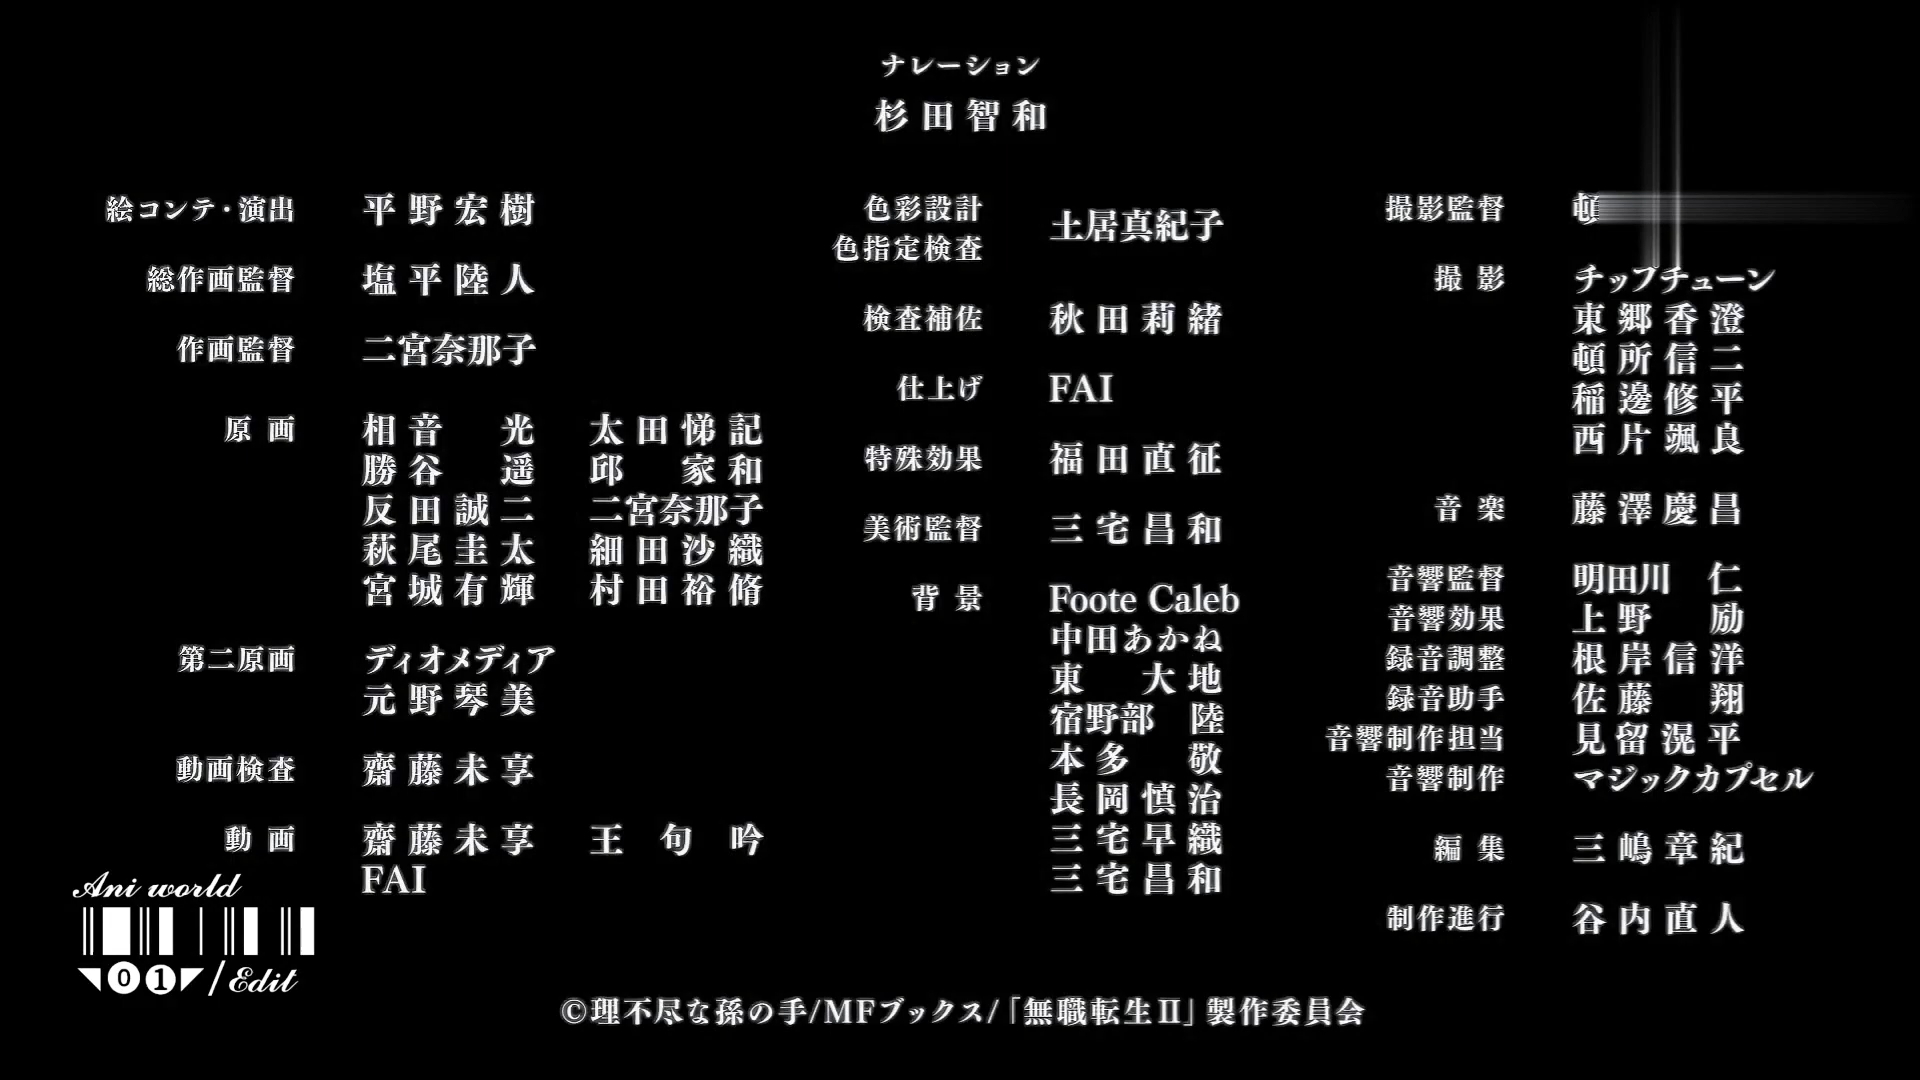 ナレーション
杉田智和
絵コンテ・演出 平野宏樹
総作画監督 塩平陸人
作画監督 二宮奈那子
原画 相音 光 太田悌記
勝谷 遥 邱 家和
反田誠二 二宮奈那子
萩尾圭太 細田沙織
宮城有輝 村田裕脩
第二原画 ディオメディア
元野琴美
動画検査 齋藤未享
動画 齋藤未享 王句吟
FAI
色彩設計
色指定検査 土居真紀子
検査補佐 秋田莉緒
仕上げ FAI
特殊効果 福田直征
美術監督 三宅昌和
背景 Foote Caleb
中田あかね
東 大地
宿野部 陸
本多 敬
長岡慎治
三宅早織
三宅昌和
撮影監督 頓
撮影 チップチューン
東郷香澄
頓所信二
稲邊修平
西片颯良
音楽 藤澤慶昌
音響監督 明田川 仁
音響効果 上野 励
録音調整 根岸信洋
録音助手 佐藤 翔
音響制作担当 見留滉平
音響制作 マジックカプセル
編集 三嶋章紀
制作進行 谷内直人
Ani world
01/Edit
©理不尽な孫の手/MFブックス/「無職転生Ⅱ」製作委員会